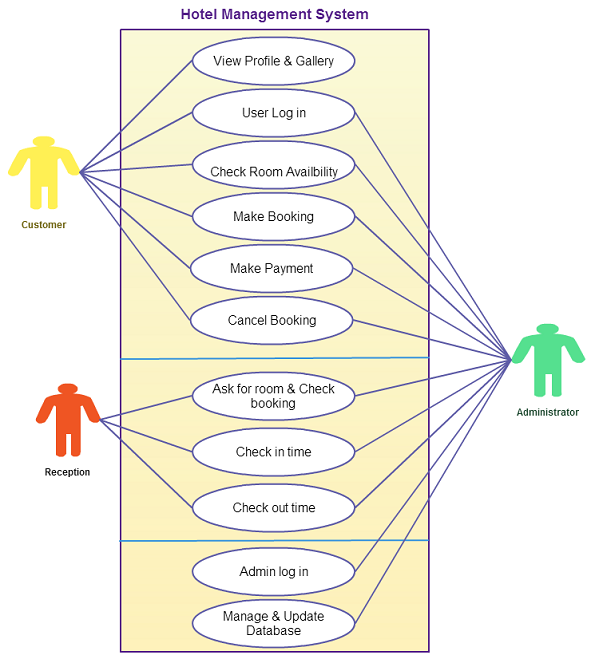 Hotel Management System
View Profile & Gallery
User Log in
Check Room Availbility
Make Booking
Make Payment
Cancel Booking
Customer
Ask for room & Check
booking
Check in time
Check out time
Reception
Administrator
Admin log in
Manage & Update
Database